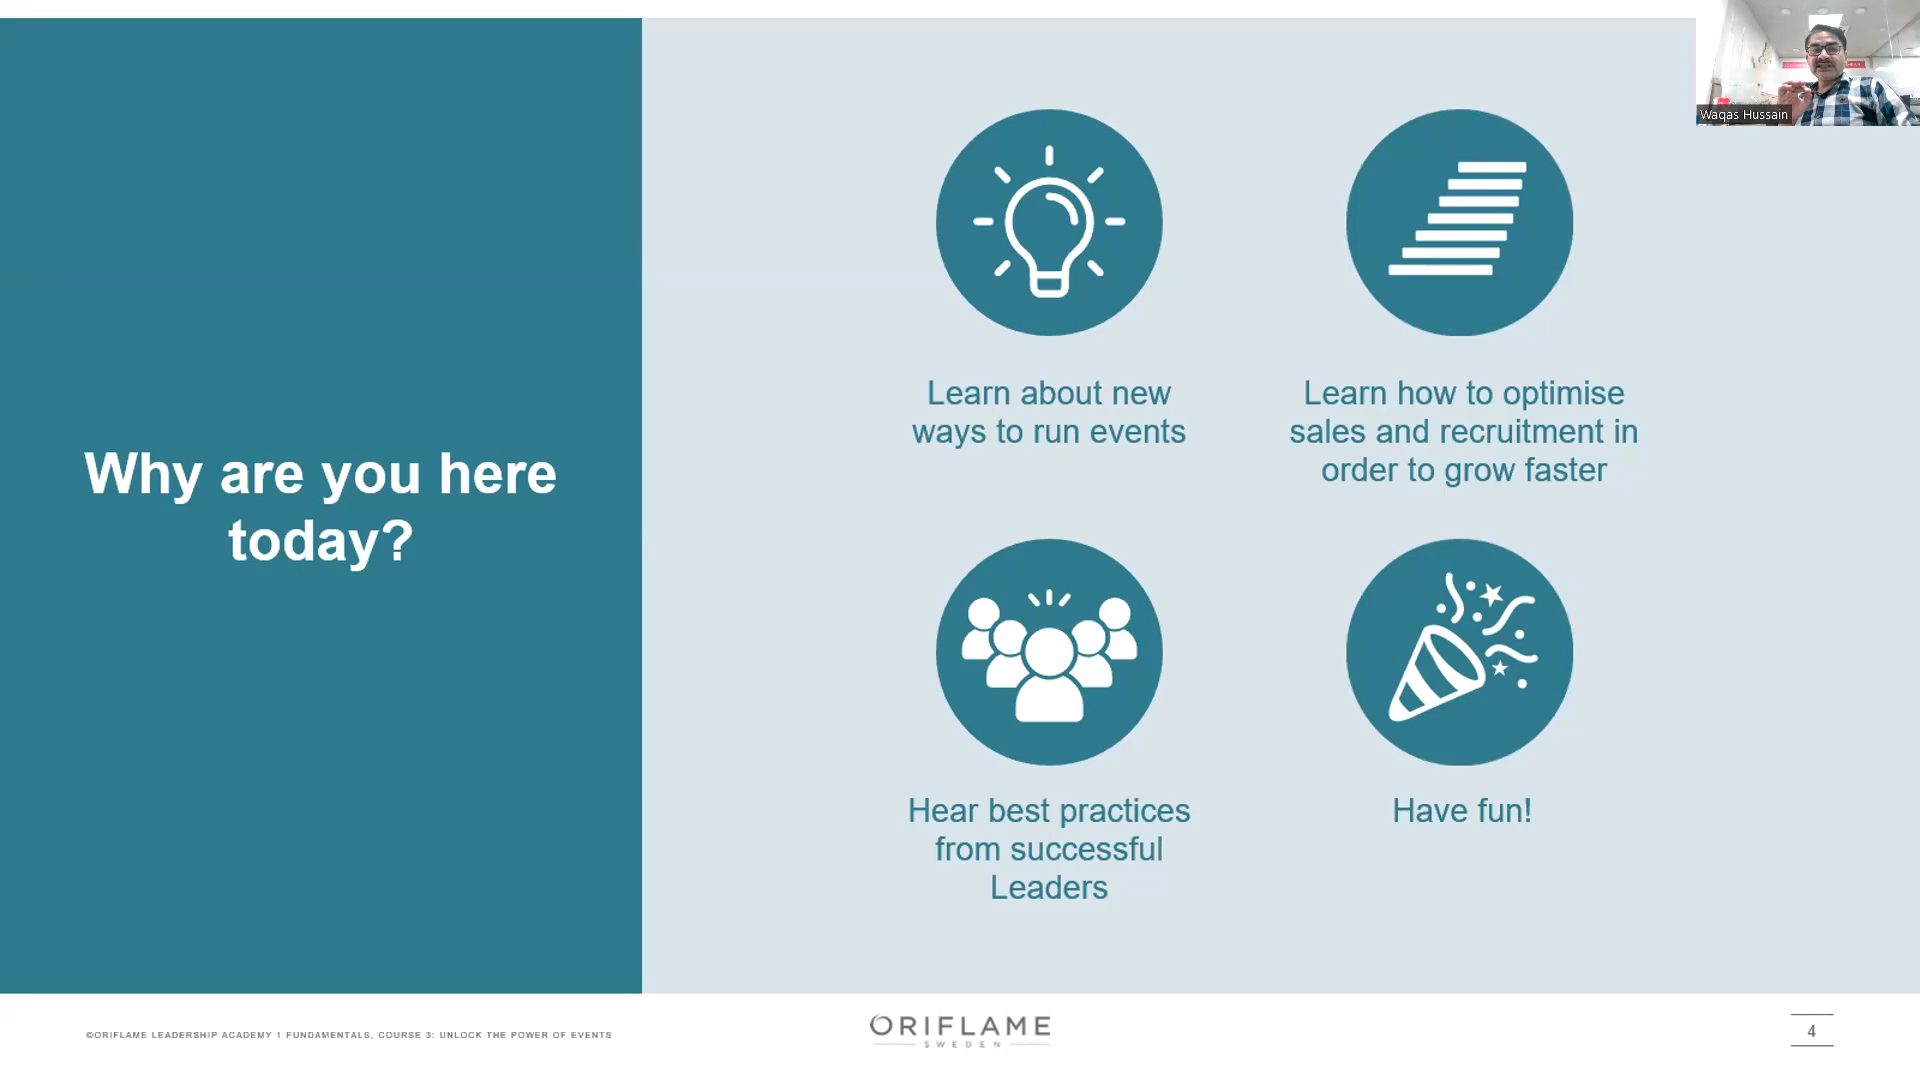 Waqas Hussain
Why are you here
today?
Learn about new
ways to run events
Learn how to optimise
sales and recruitment in
order to grow faster
Hear best practices
from successful
Leaders
Have fun!
©ORIFLAME LEADERSHIP ACADEMY 1 FUNDAMENTALS, COURSE 3: UNLOCK THE POWER OF EVENTS
ORIFLAME
SWEDEN
4